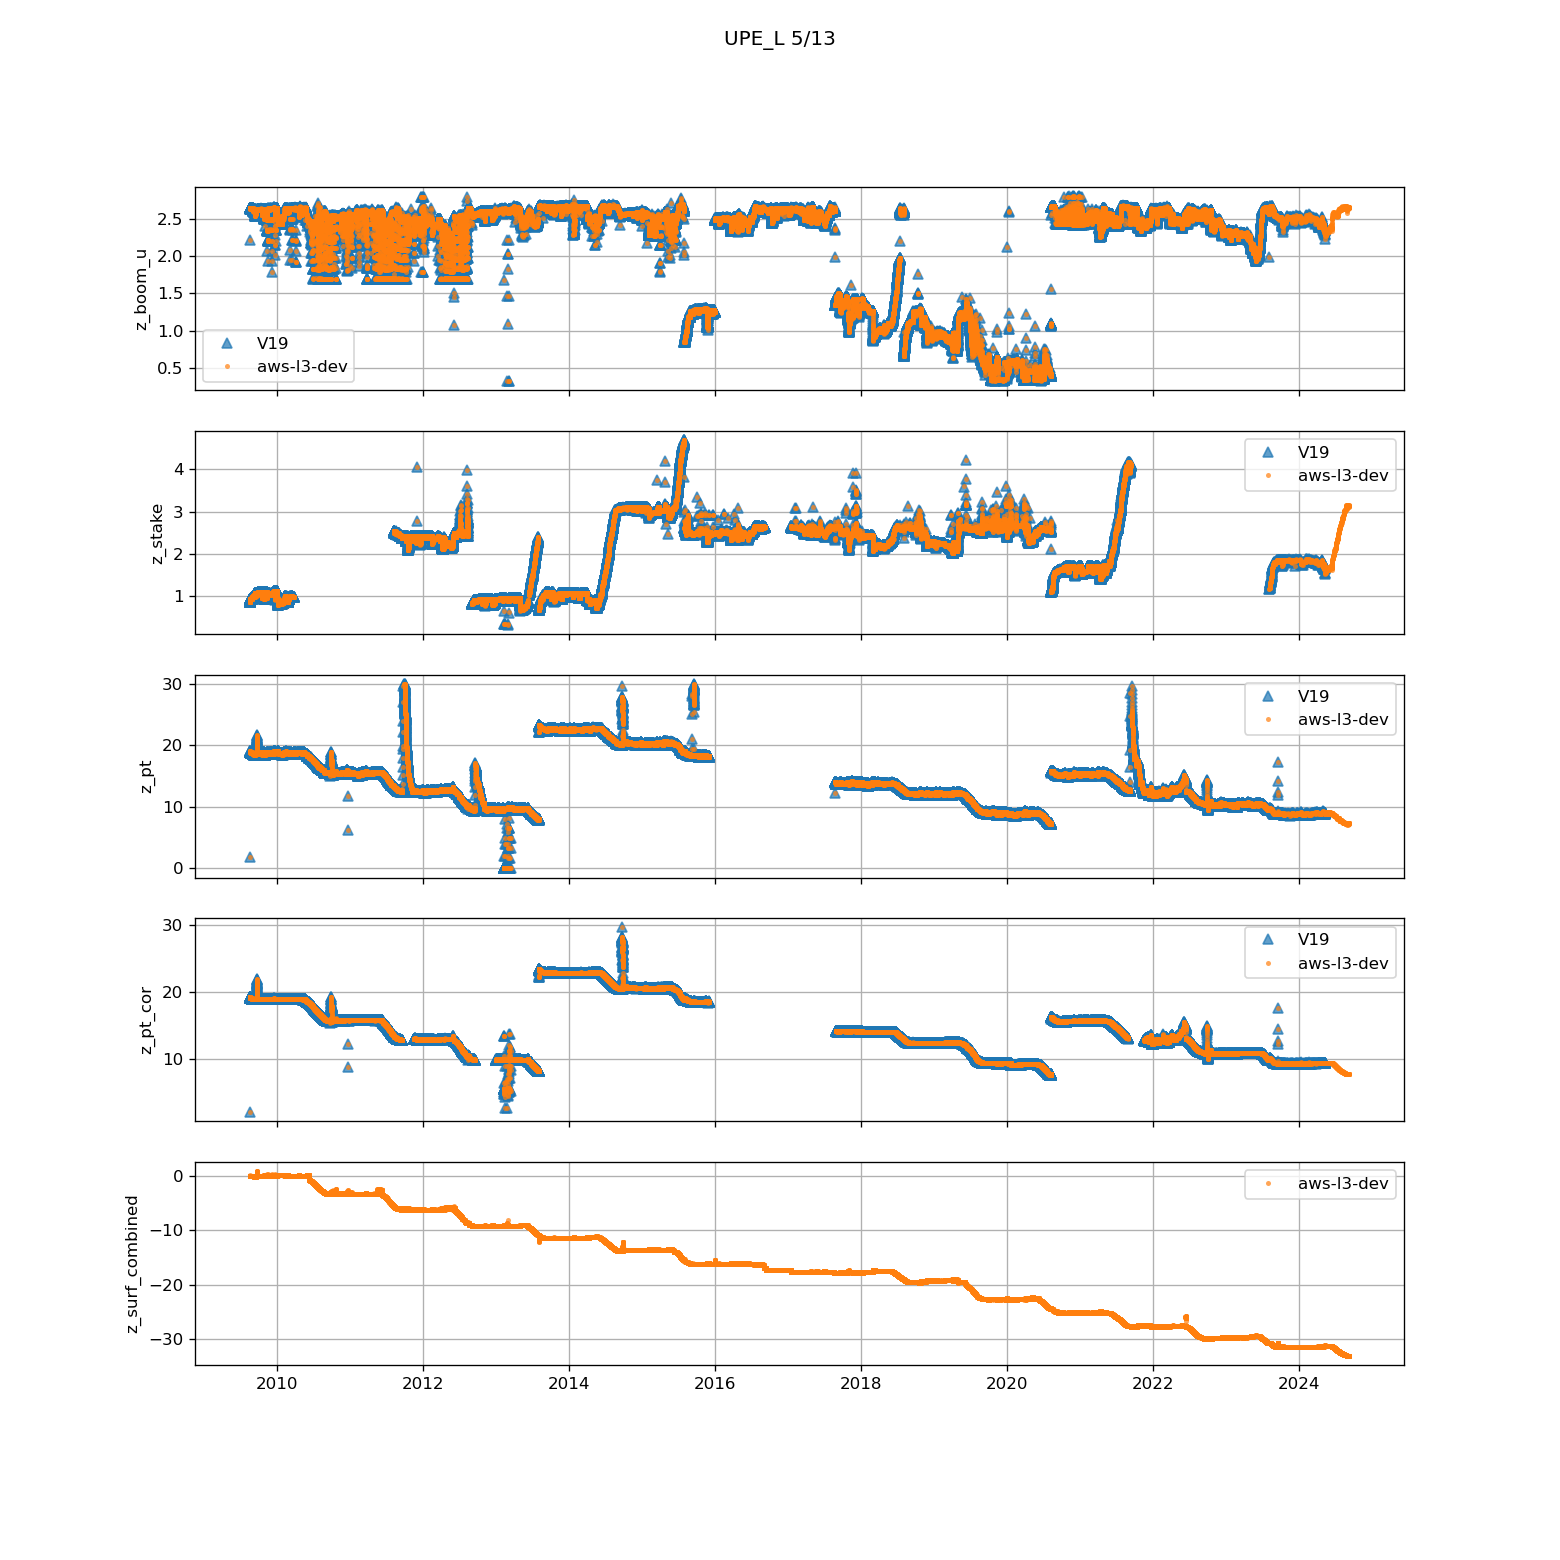 UPE_L 5/13
2.5
2.0
1.5
1.0
0.5
z_boom_u
V19
aws-l3-dev
4
3
2
1
z_stake
V19
aws-l3-dev
30
20
10
0
z_pt
V19
aws-l3-dev
30
20
10
z_pt_cor
V19
aws-l3-dev
0
−10
−20
−30
z_surf_combined
aws-l3-dev
2010 2012 2014 2016 2018 2020 2022 2024